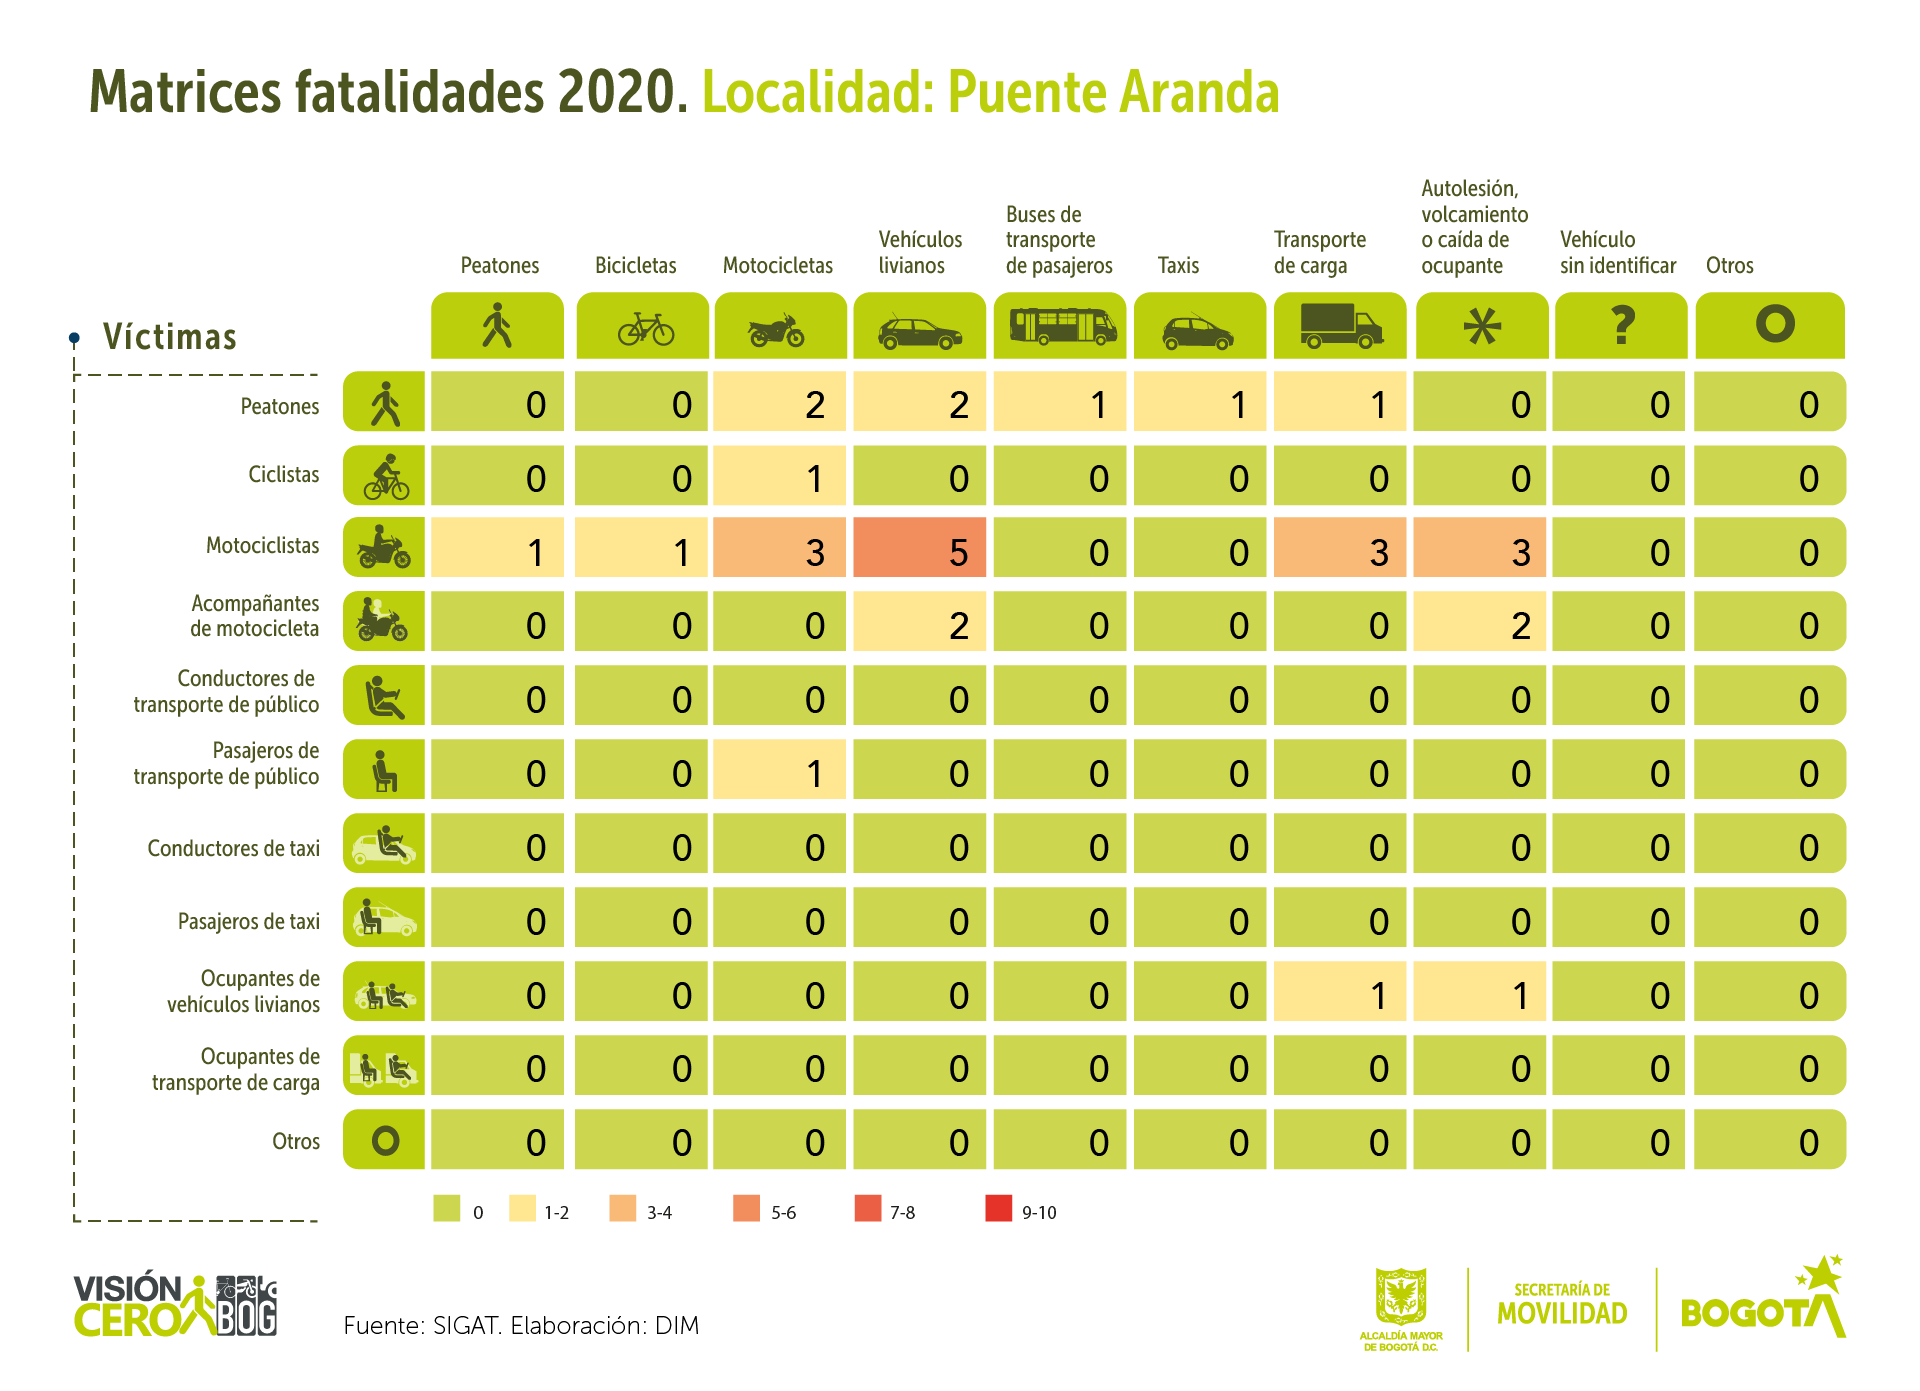 Matrices fatalidades 2020. Localidad: Puente Aranda
Peatones
Bicicletas
Motocicletas
Vehículos
livianos
Buses de
transporte
de pasajeros
Taxis
Transporte
de carga
Autolesión,
volcamiento
o caída de
ocupante
Vehículo
sin identificar
Otros
?
Víctimas
Peatones
0 0 2 2 1 1 1 0 0 0
Ciclistas
0 0 1 0 0 0 0 0 0 0
Motociclistas
1 1 3 5 0 0 3 3 0 0
Acompañantes
de motocicleta
0 0 0 2 0 0 0 2 0 0
Conductores de
transporte de público
0 0 0 0 0 0 0 0 0 0
Pasajeros de
transporte de público
0 0 1 0 0 0 0 0 0 0
Conductores de taxi
0 0 0 0 0 0 0 0 0 0
Pasajeros de taxi
0 0 0 0 0 0 0 0 0 0
Ocupantes de
vehículos livianos
0 0 0 0 0 0 1 1 0 0
Ocupantes de
transporte de carga
0 0 0 0 0 0 0 0 0 0
Otros
0 0 0 0 0 0 0 0 0 0
0 1-2 3-4 5-6 7-8 9-10
VISIÓN
CERO BOG
Fuente: SIGAT. Elaboración: DIM
ALCALDÍA MAYOR
DE BOGOTÁ D.C.
SECRETARÍA DE
MOVILIDAD
BOGOTÁ